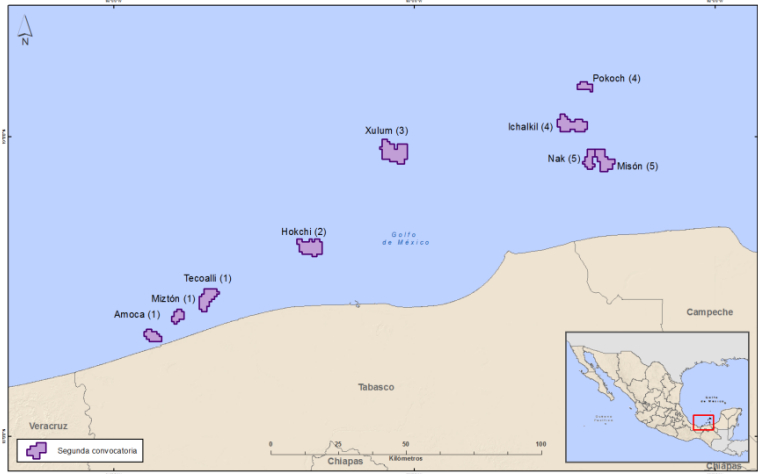 N
Pokoch (4)
Ichalkil (4)
Xulum (3)
Nak (5)
Misón (5)
Hokchi (2)
Golfo
de México
Tecoalli (1)
Miztón (1)
Amoca (1)
Campeche
Tabasco
Veracruz
Segunda convocatoria
0
25
50
100
Kilómetros
Chiapas
Chiapas